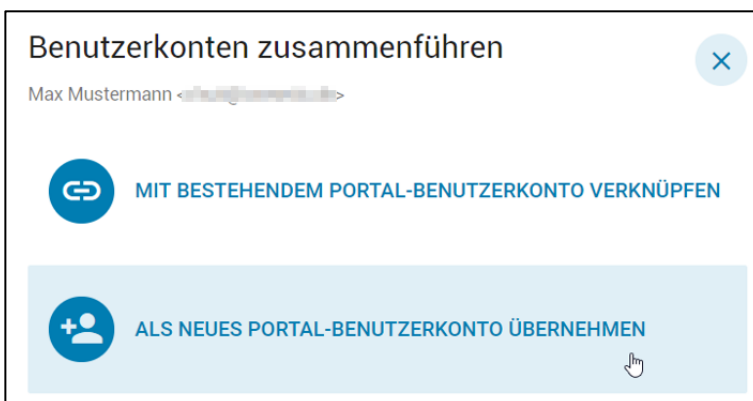 Benutzerkonten zusammenführen
Max Mustermann < >
MIT BESTEHENDEM PORTAL-BENUTZERKONTO VERKNÜPFEN
ALS NEUES PORTAL-BENUTZERKONTO ÜBERNEHMEN